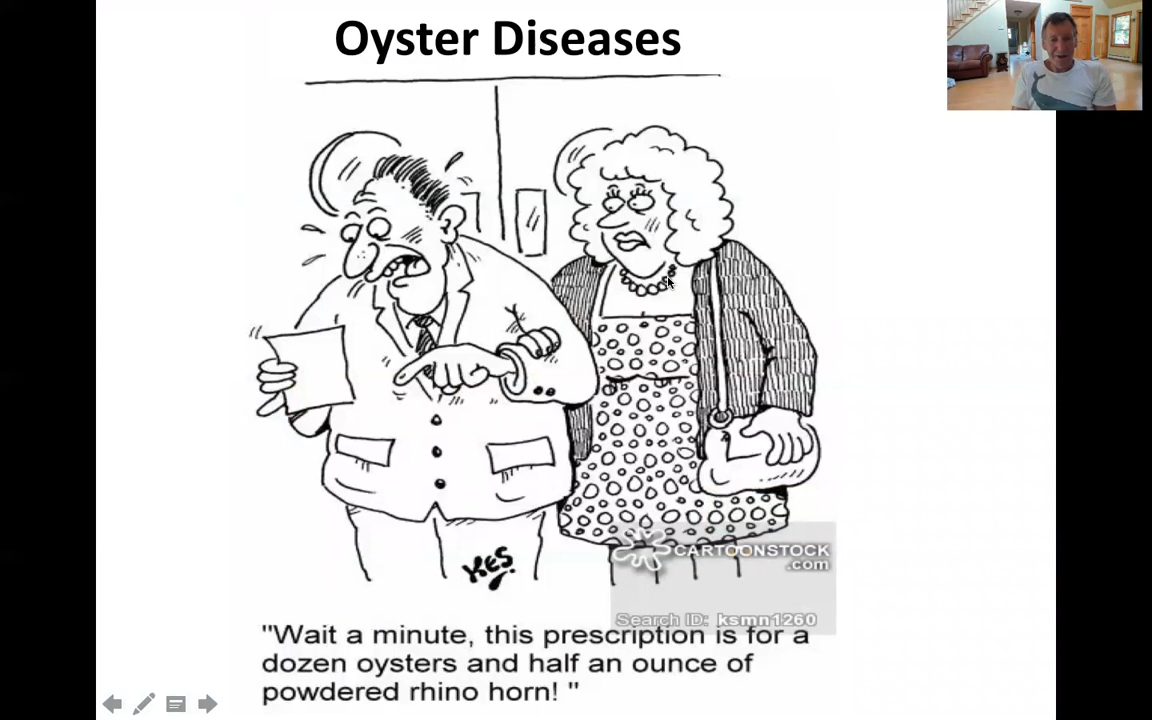 Oyster Diseases
KES
CARTOONSTOCK
.com
Search ID: ksmn1260
"Wait a minute, this prescription is for a
dozen oysters and half an ounce of
powdered rhino horn! "